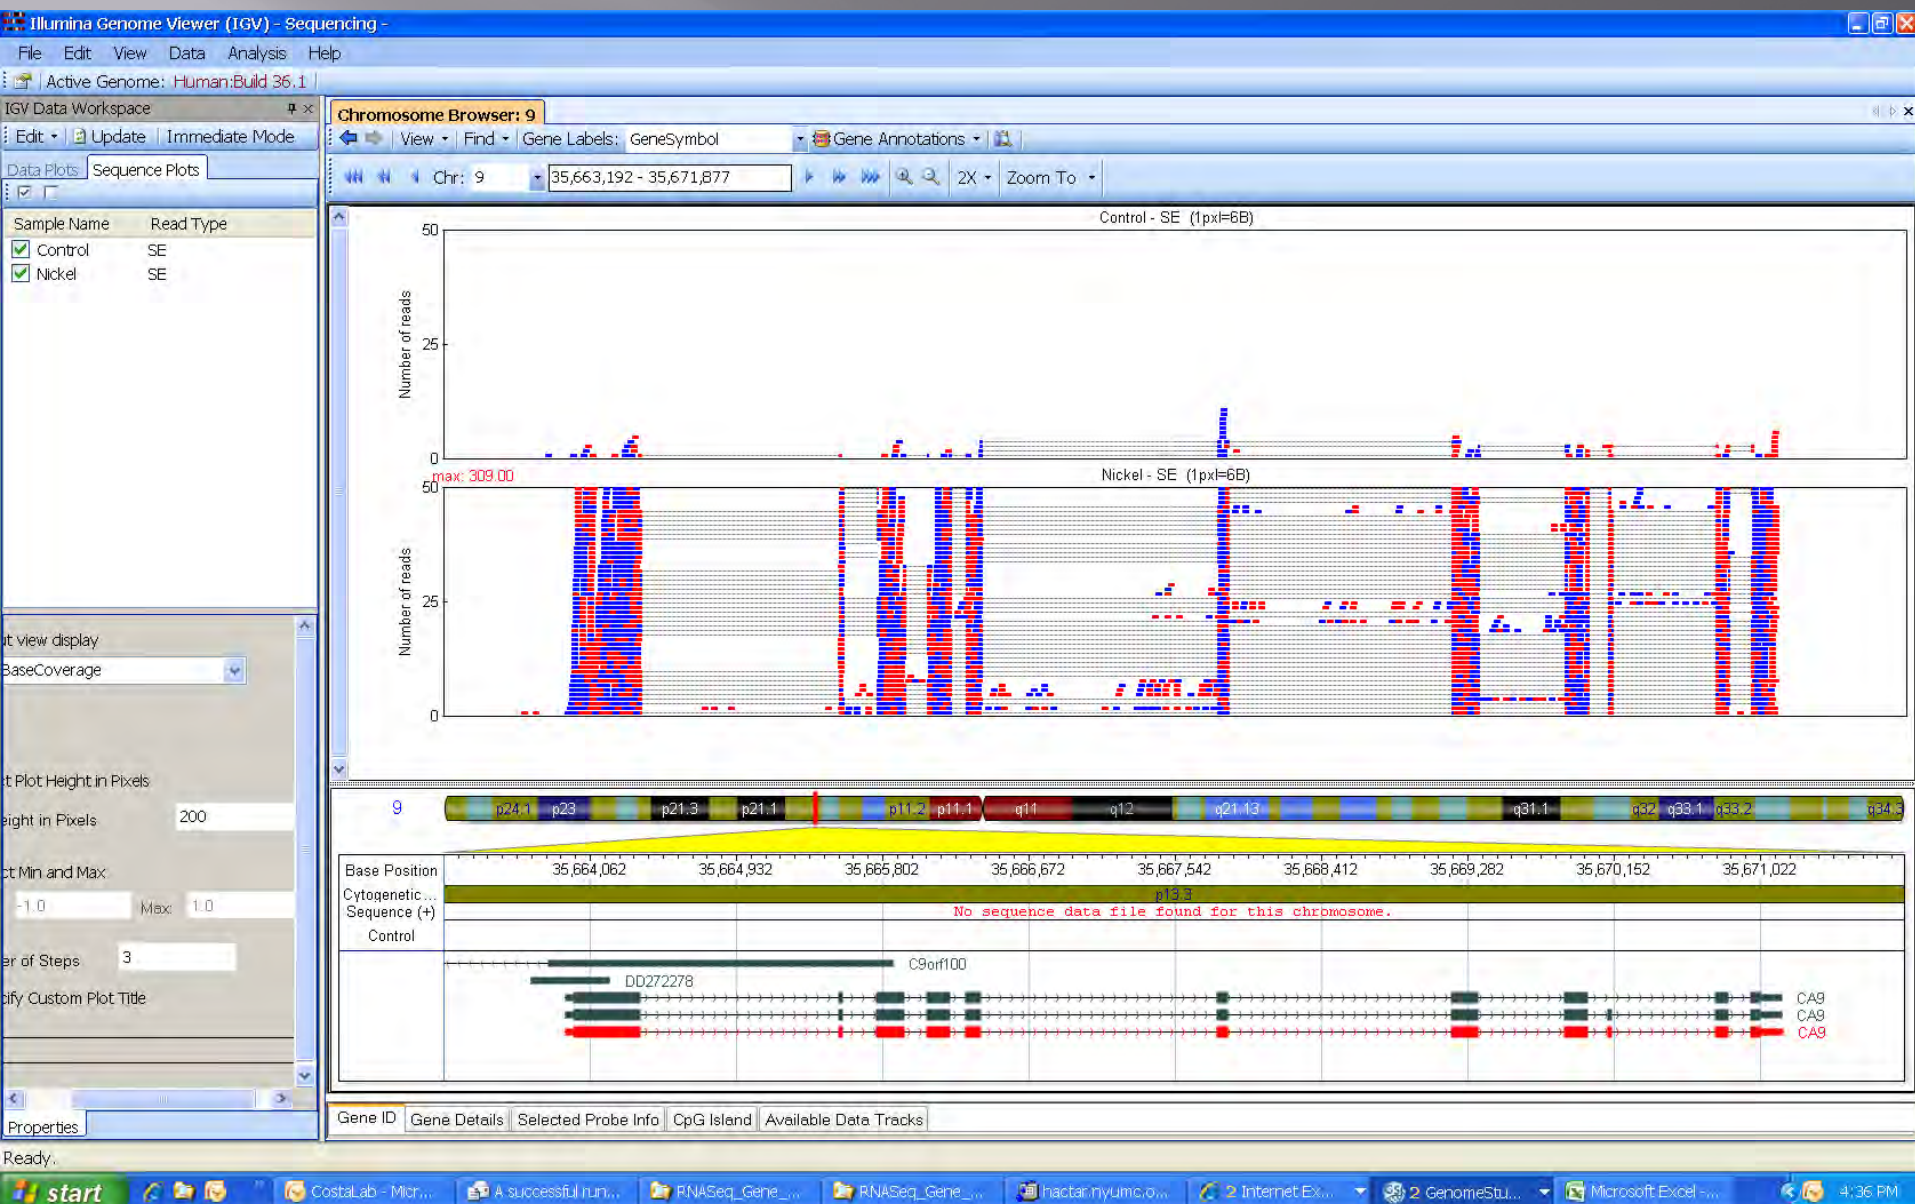 Illumina Genome Viewer (IGV) - Sequencing -
File Edit View Data Analysis Help
Active Genome: Human:Build 36.1
IGV Data Workspace
Edit Update Immediate Mode
Data Plots Sequence Plots
Sample Name Read Type
Control SE
Nickel SE
ut view display
BaseCoverage
ct Plot Height in Pixels
eight in Pixels 200
ct Min and Max
-1.0 Max: 1.0
er of Steps 3
cify Custom Plot Title
Properties
Chromosome Browser: 9
View Find Gene Labels: GeneSymbol Gene Annotations
Chr: 9 35,663,192 - 35,671,877 2X Zoom To
Control - SE (1pxl=6B)
50
25
0
Number of reads
max: 309.00
Nickel - SE (1pxl=6B)
50
25
0
Number of reads
9 p24.1 p23 p21.3 p21.1 p11.2 p11.1 q11 q12 q21.13 q31.1 q32 q33.1 q33.2 q34.3
Base Position 35,664,062 35,664,932 35,665,802 35,666,672 35,667,542 35,668,412 35,669,282 35,670,152 35,671,022
Cytogenetic... p13.3
Sequence (+) No sequence data file found for this chromosome.
Control
C9orf100
DD272278
CA9
CA9
CA9
Gene ID Gene Details Selected Probe Info CpG Island Available Data Tracks
Ready.
start CostaLab - Micr... A successful run... RNASeq_Gene_... RNASeq_Gene_... hactar.nyumc.o... 2 Internet Ex... 2 GenomeStu... Microsoft Excel -... 4:36 PM